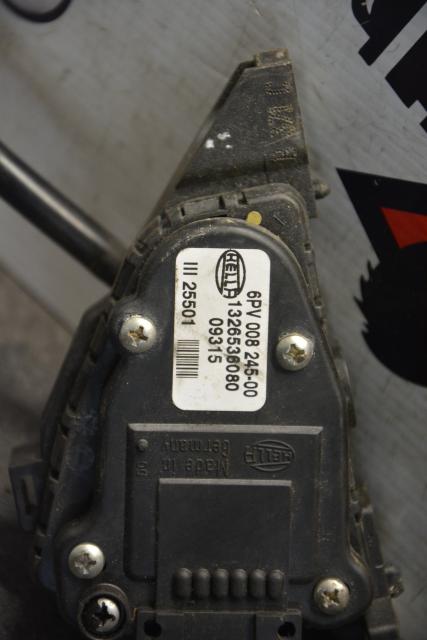 6PV 008 245-00
HELLA
1326536080
09315
III 25501
HELLA
Made in
Germany